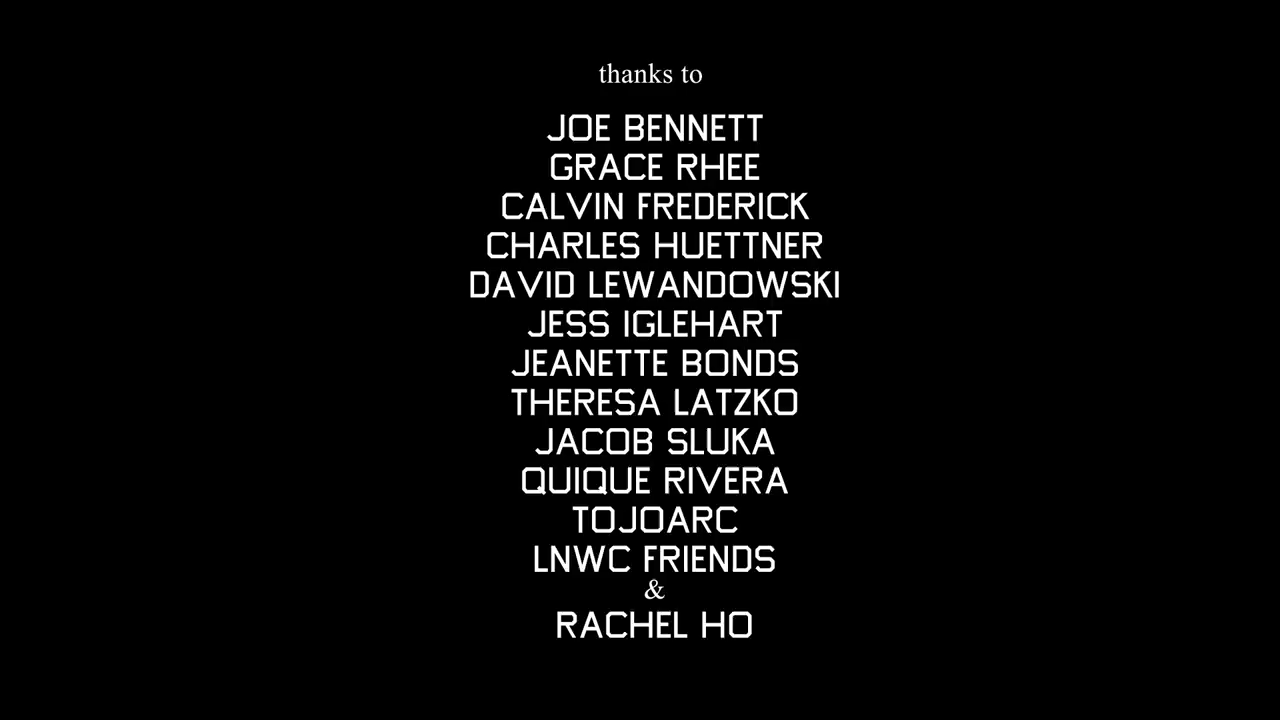 thanks to
JOE BENNETT
GRACE RHEE
CALVIN FREDERICK
CHARLES HUETTNER
DAVID LEWANDOWSKI
JESS IGLEHART
JEANETTE BONDS
THERESA LATZKO
JACOB SLUKA
QUIQUE RIVERA
TOJOARC
LNWC FRIENDS
&
RACHEL HO